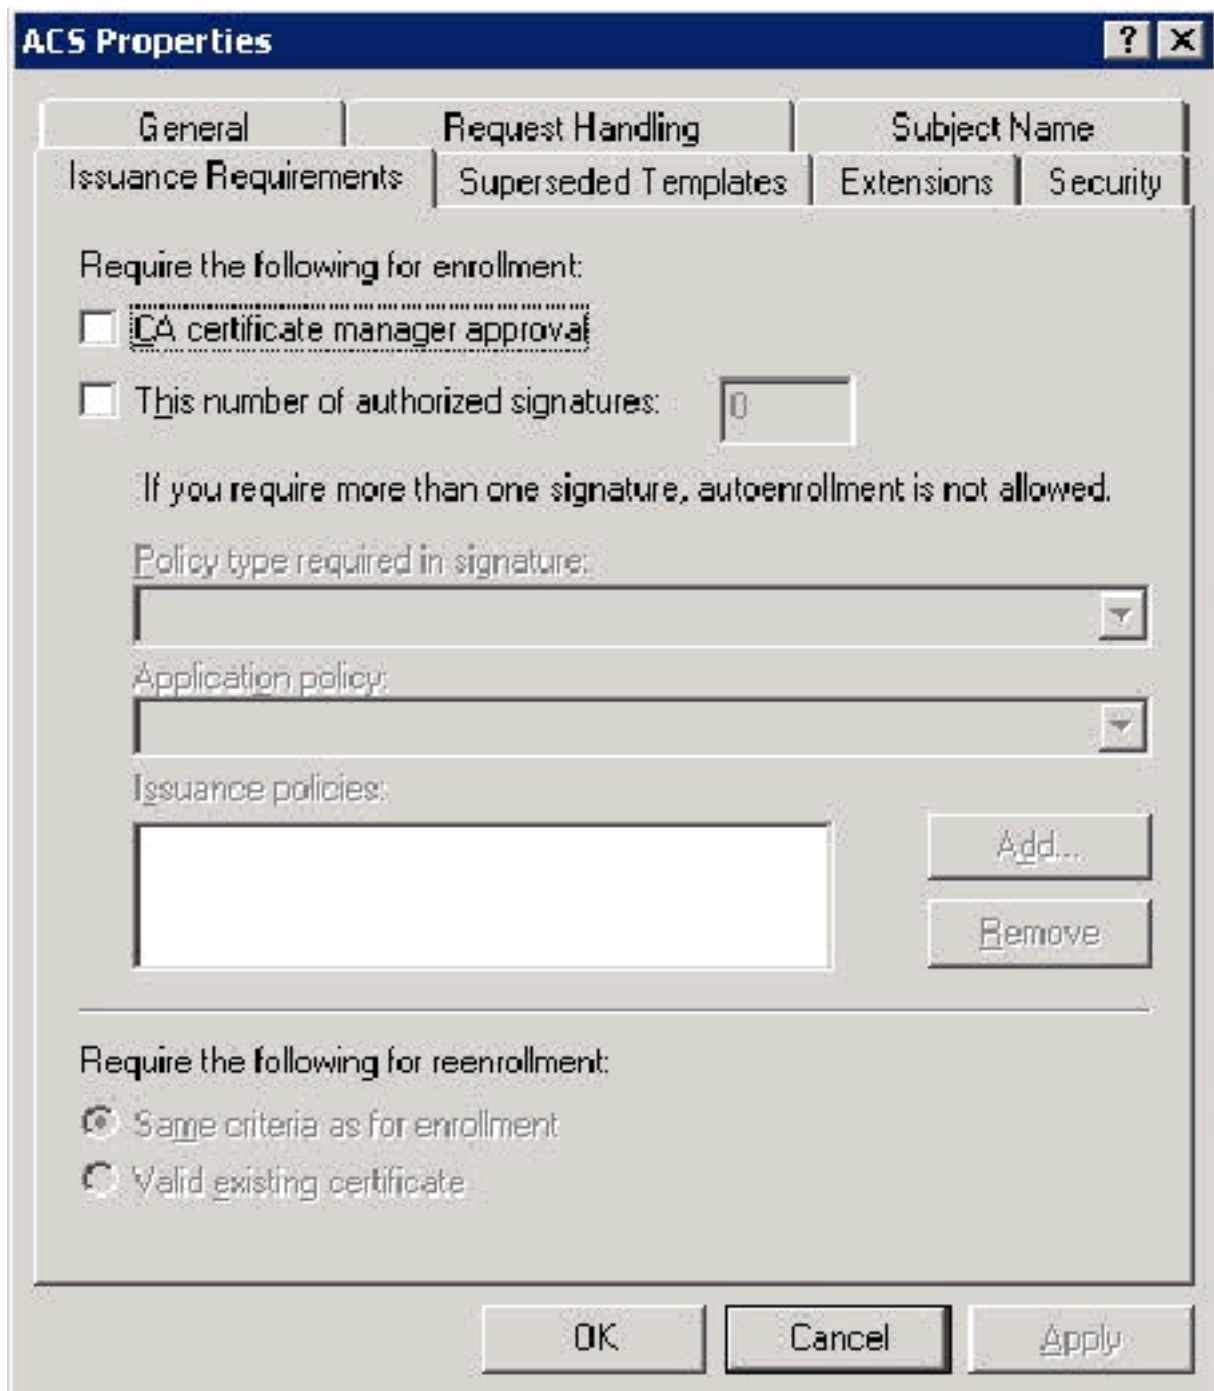 ACS Properties
?
General
Request Handling
Subject Name
Issuance Requirements
Superseded Templates
Extensions
Security
Require the following for enrollment:
CA certificate manager approval
This number of authorized signatures:
0
If you require more than one signature, autoenrollment is not allowed.
Policy type required in signature:
Application policy:
Issuance policies:
Add...
Remove
Require the following for reenrollment:
Same criteria as for enrollment
Valid existing certificate
OK
Cancel
Apply